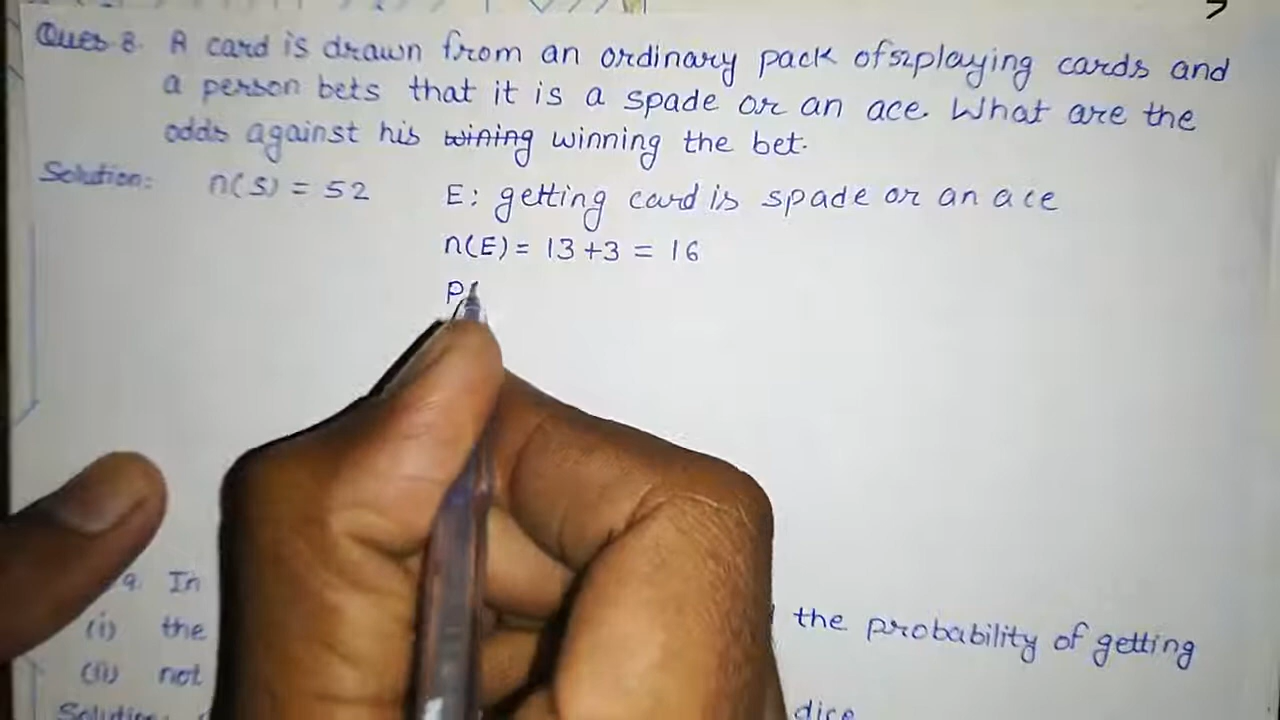 Ques 8. A card is drawn from an ordinary pack of 52 playing cards and
a person bets that it is a spade or an ace. What are the
odds against his wining winning the bet.
Solution: n(S) = 52 E: getting card is spade or an ace
n(E) = 13 + 3 = 16
P(
9. In
(i) the the probability of getting
(ii) not
Solution dice